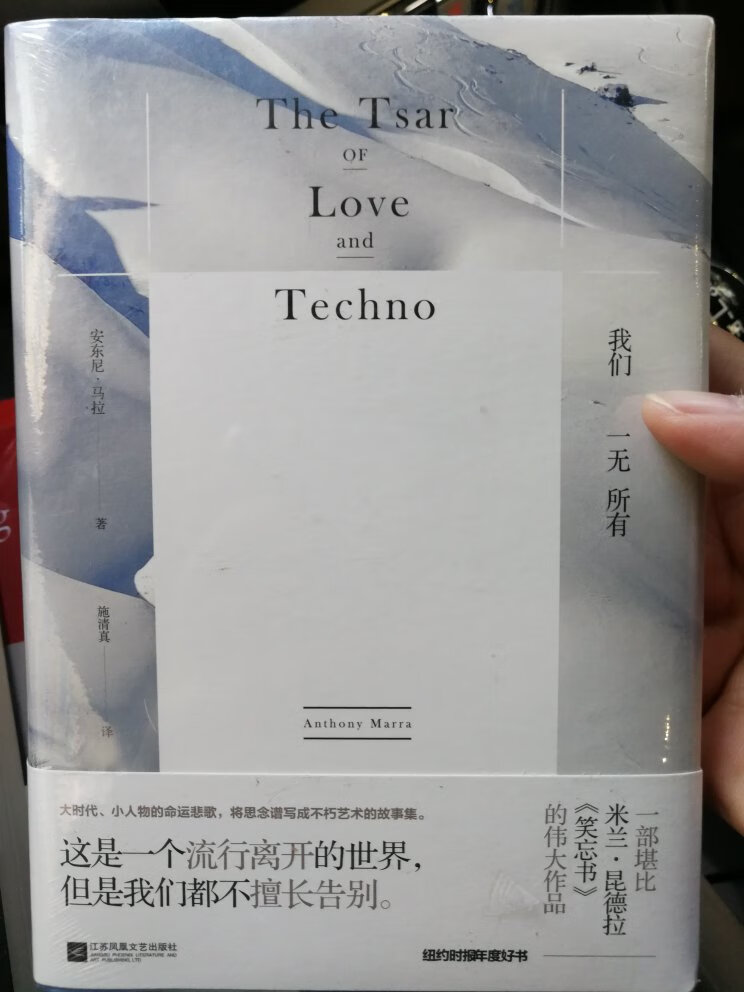 The Tsar
OF
Love
and
Techno
安东尼·马拉
著
施清真
译
我们
一无所有
Anthony Marra
大时代、小人物的命运悲歌，将思念谱写成不朽艺术的故事集。
这是一个流行离开的世界，
但是我们都不擅长告别。
一部堪比
米兰·昆德拉
《笑忘书》
的伟大作品
江苏凤凰文艺出版社
JIANGSU PHOENIX LITERATURE AND
ART PUBLISHING, LTD
纽约时报年度好书
g